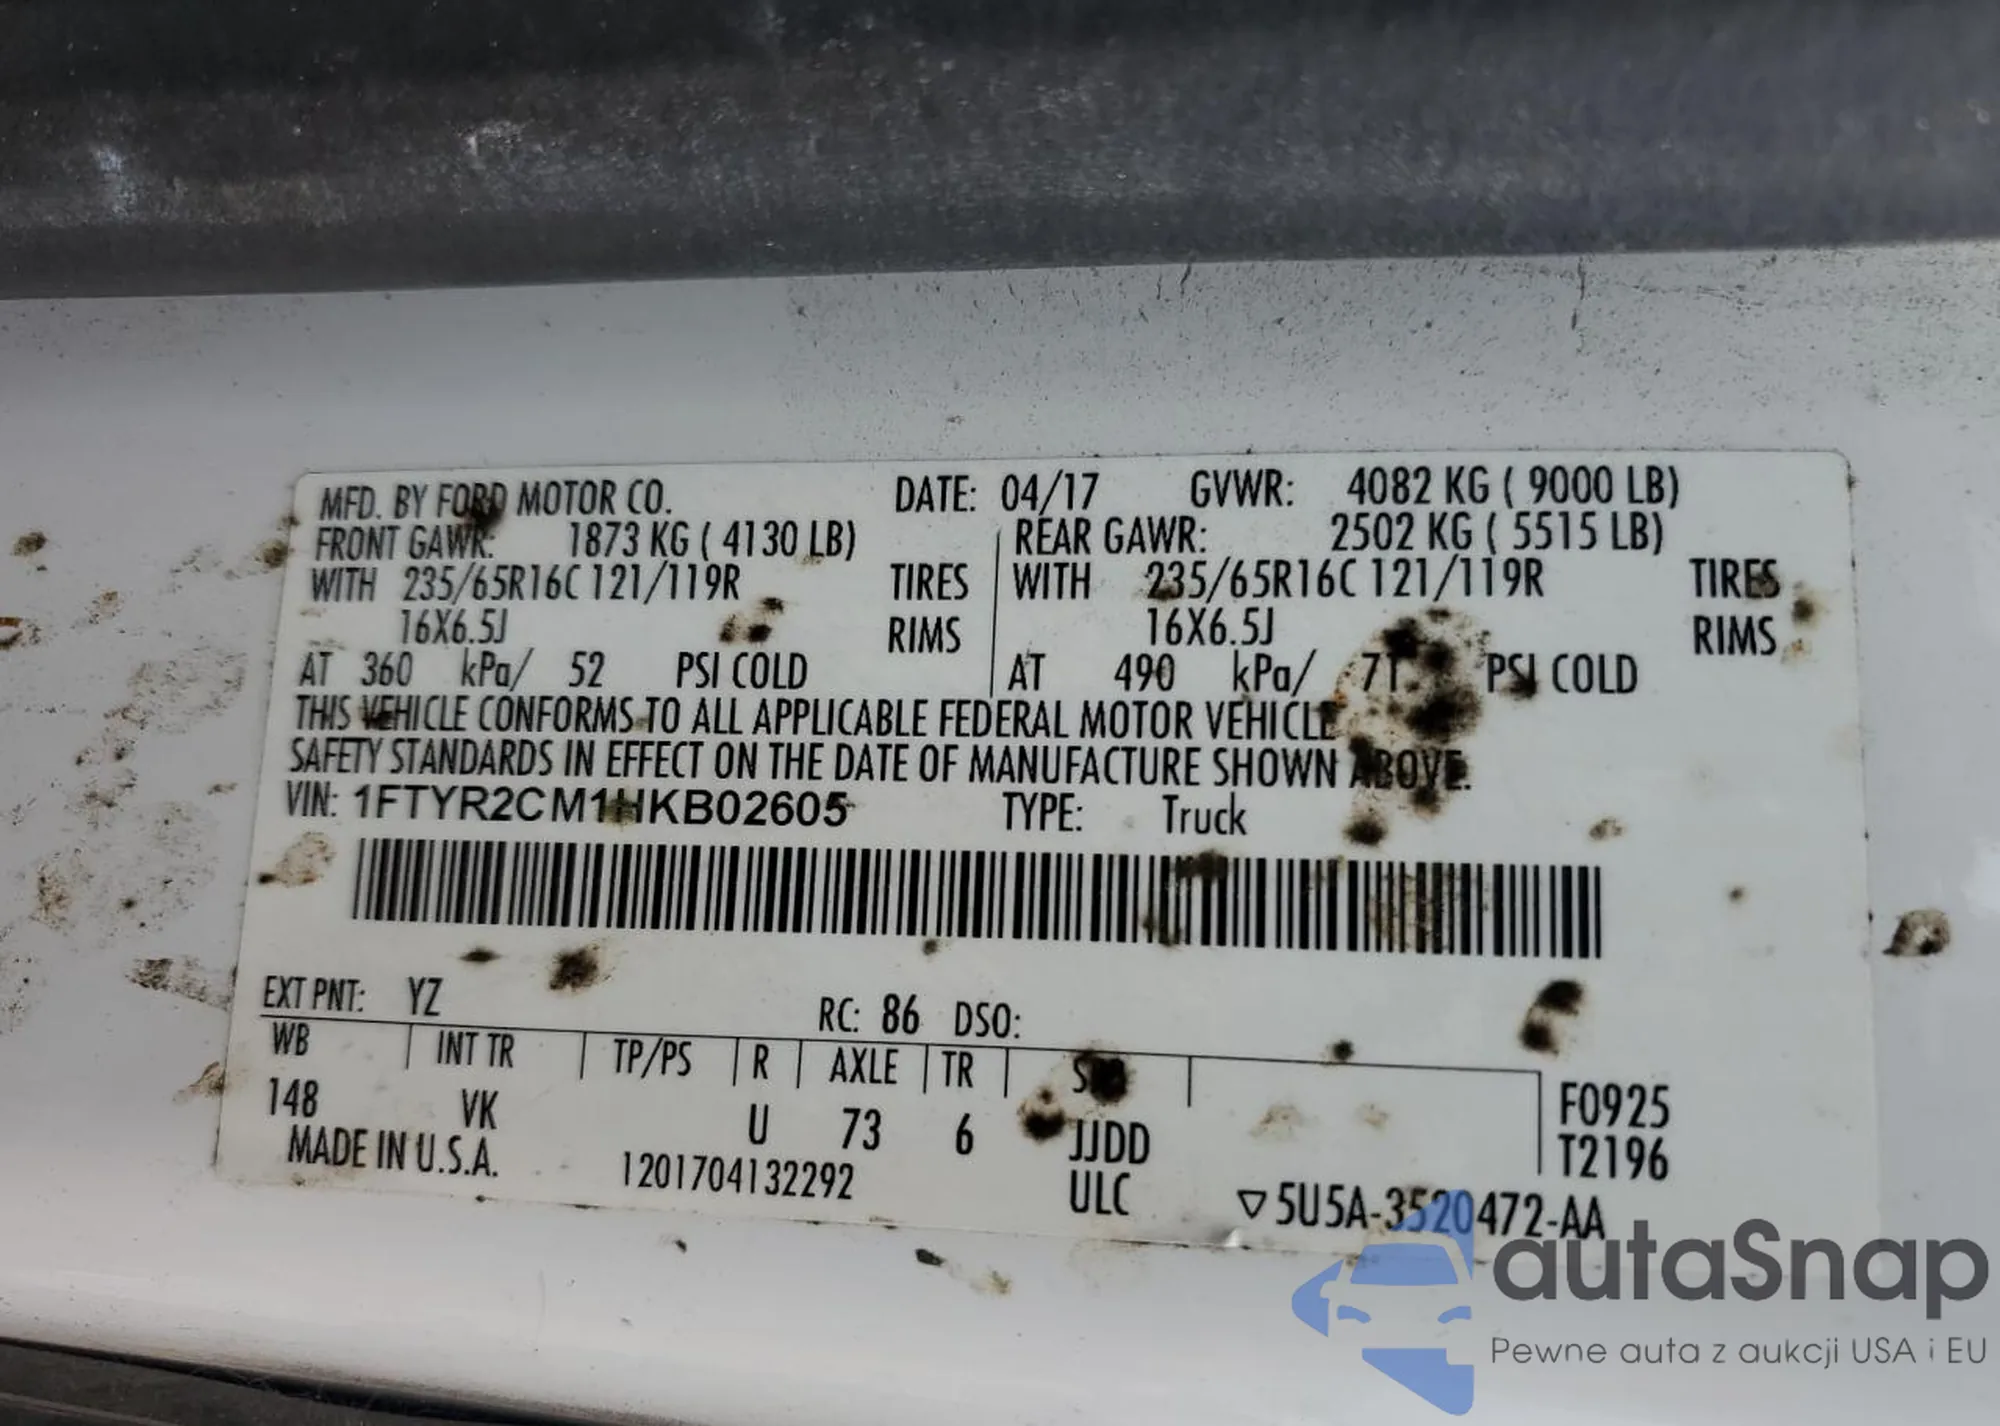 MFD. BY FORD MOTOR CO. DATE: 04/17 GVWR: 4082 KG ( 9000 LB)
FRONT GAWR: 1873 KG ( 4130 LB) REAR GAWR: 2502 KG ( 5515 LB)
WITH 235/65R16C 121/119R TIRES WITH 235/65R16C 121/119R TIRES
16X6.5J RIMS 16X6.5J RIMS
AT 360 kPa/ 52 PSI COLD AT 490 kPa/ 71 PSI COLD
THIS VEHICLE CONFORMS TO ALL APPLICABLE FEDERAL MOTOR VEHICLE
SAFETY STANDARDS IN EFFECT ON THE DATE OF MANUFACTURE SHOWN ABOVE.
VIN: 1FTYR2CM1HKB02605 TYPE: Truck
EXT PNT: YZ RC: 86 DSO:
WB INT TR TP/PS R AXLE TR
148 VK U 73 6 JJDD F0925
T2196
MADE IN U.S.A. 1201704132292 ULC ▽5U5A-3520472-AA
autaSnap
Pewne auta z aukcji USA i EU